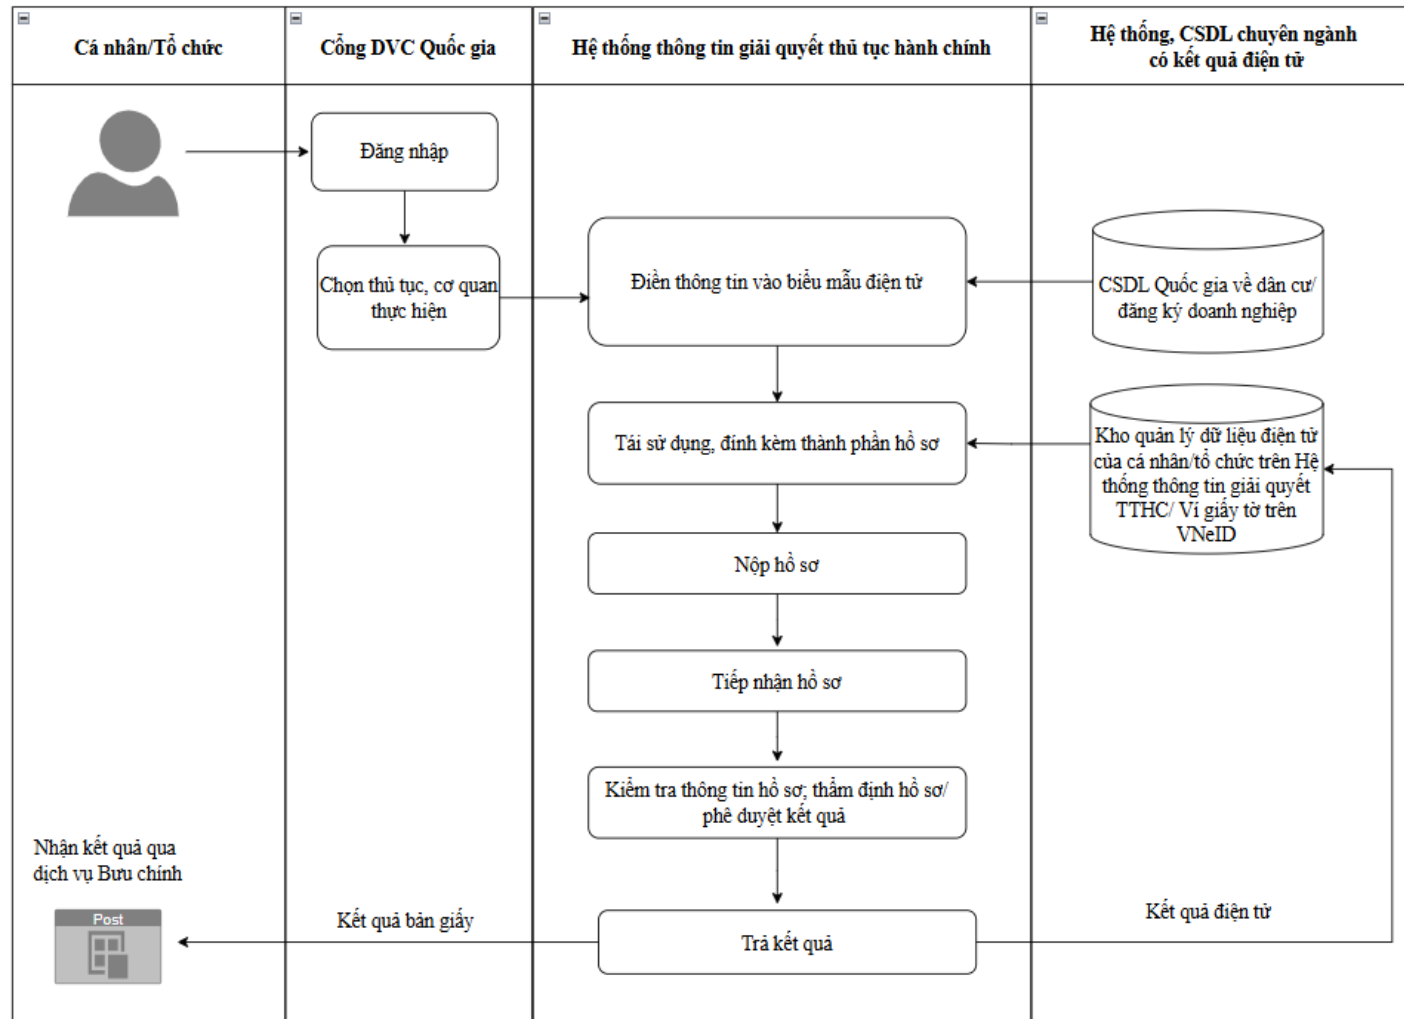 Cá nhân/Tổ chức
Cổng DVC Quốc gia
Hệ thống thông tin giải quyết thủ tục hành chính
Hệ thống, CSDL chuyên ngành
có kết quả điện tử
Đăng nhập
Chọn thủ tục, cơ quan
thực hiện
Điền thông tin vào biểu mẫu điện tử
CSDL Quốc gia về dân cư/
đăng ký doanh nghiệp
Tái sử dụng, đính kèm thành phần hồ sơ
Kho quản lý dữ liệu điện tử
của cá nhân/tổ chức trên Hệ
thống thông tin giải quyết
TTHC/ Ví giấy tờ trên
VNeID
Nộp hồ sơ
Tiếp nhận hồ sơ
Kiểm tra thông tin hồ sơ; thẩm định hồ sơ/
phê duyệt kết quả
Nhận kết quả qua
dịch vụ Bưu chính
Post
Kết quả bản giấy
Trả kết quả
Kết quả điện tử